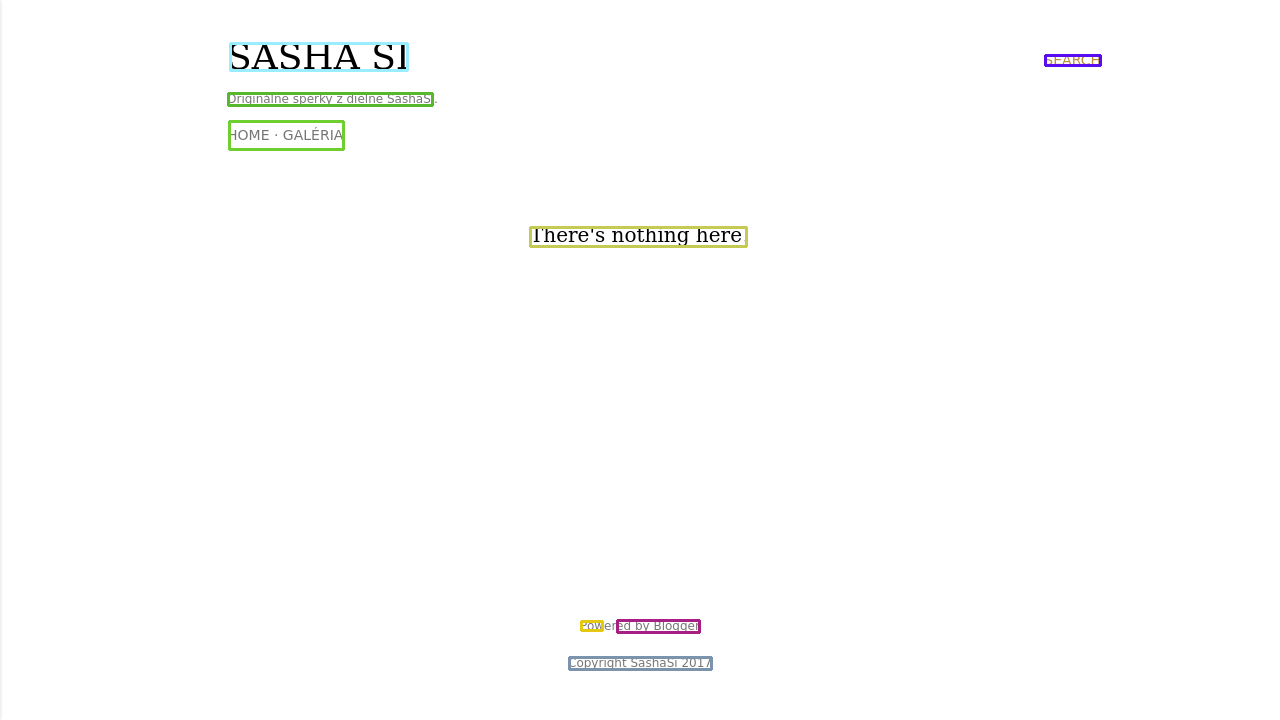 SASHA SI
SEARCH
Originálne šperky z dielne SashaSi.
HOME · GALÉRIA
There's nothing here
Powered by Blogger
Copyright SashaSi 2017